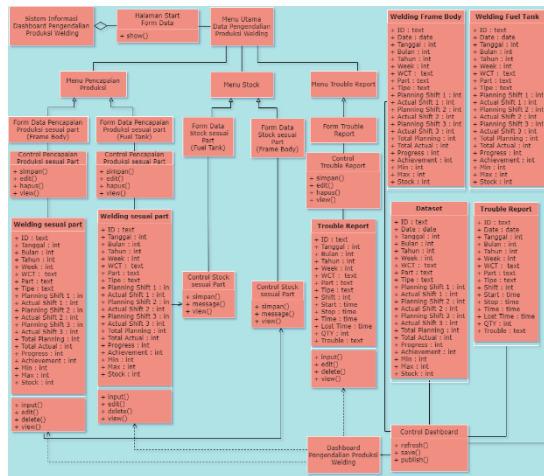 Sistem Informasi
Dashboard Pengendalian
Produksi Welding
Halaman Start
Form Data
+ show()
Menu Utama
Data Pengendalian
Produksi Welding
Menu Pencapaian
Produksi
Menu Stock
Menu Trouble Report
Form Data Pencapaian
Produksi sesuai part
(Frame Body)
Form Data Pencapaian
Produksi sesuai part
(Fuel Tank)
Form Data
Stock sesuai
Part
(Fuel Tank)
Form Data
Stock sesuai
Part
(Frame Body)
Form Trouble
Report
Control Pencapaian
Produksi sesuai part
+ simpan()
+ edit()
+ hapus()
+ view()
Control Pencapaian
Produksi sesuai part
+ simpan()
+ edit()
+ hapus()
+ view()
Control
Trouble Report
+ simpan()
+ edit()
+ hapus()
+ view()
Welding sesuai part
+ ID : text
+ Tanggal : int
+ Bulan : int
+ Tahun : int
+ Week : int
+ WCT : text
+ Part : text
+ Tipe : text
+ Planning Shift 1 : int
+ Actual Shift 1 : int
+ Planning Shift 2 : int
+ Actual Shift 2 : int
+ Planning Shift 3 : int
+ Actual Shift 3 : int
+ Total Planning : int
+ Total Actual : int
+ Progress : int
+ Achievement : int
+ Min : int
+ Max : int
+ Stock : int
+ input()
+ edit()
+ delete()
+ view()
Welding sesuai part
+ ID : text
+ Tanggal : int
+ Bulan : int
+ Tahun : int
+ Week : int
+ WCT : text
+ Part : text
+ Tipe : text
+ Planning Shift 1 : in
+ Actual Shift 1 : int
+ Planning Shift 2 : in
+ Actual Shift 2 : int
+ Planning Shift 3 : in
+ Actual Shift 3 : int
+ Total Planning : int
+ Total Actual : int
+ Progress : int
+ Achievement : int
+ Min : int
+ Max : int
+ Stock : int
+ input()
+ edit()
+ delete()
+ view()
Control Stock
sesuai Part
+ simpan()
+ message()
+ view()
Control Stock
sesuai Part
+ simpan()
+ message()
+ view()
Trouble Report
+ ID : text
+ Tanggal : int
+ Bulan : int
+ Tahun : int
+ Week : int
+ WCT : text
+ Part : text
+ Tipe : text
+ Shift : int
+ Start : time
+ Stop : time
+ Time : time
+ Lost Time : time
+ QTY : int
+ Trouble : text
+ input()
+ edit()
+ delete()
+ view()
Welding Frame Body
+ ID : text
+ Date : date
+ Tanggal : int
+ Bulan : int
+ Tahun : int
+ Week : int
+ WCT : text
+ Part : text
+ Tipe : text
+ Planning Shift 1 : int
+ Actual Shift 1 : int
+ Planning Shift 2 : int
+ Actual Shift 2 : int
+ Planning Shift 3 : int
+ Actual Shift 3 : int
+ Total Planning : int
+ Total Actual : int
+ Progress : int
+ Achievement : int
+ Min : int
+ Max : int
+ Stock : int
Welding Fuel Tank
+ ID : text
+ Date : date
+ Tanggal : int
+ Bulan : int
+ Tahun : int
+ Week : int
+ WCT : text
+ Part : text
+ Tipe : text
+ Planning Shift 1 : int
+ Actual Shift 1 : int
+ Planning Shift 2 : int
+ Actual Shift 2 : int
+ Planning Shift 3 : int
+ Actual Shift 3 : int
+ Total Planning : int
+ Total Actual : int
+ Progress : int
+ Achievement : int
+ Min : int
+ Max : int
+ Stock : int
Dataset
+ ID : text
+ Date : date
+ Tanggal : int
+ Bulan : int
+ Tahun : int
+ Week : int
+ WCT : text
+ Part : text
+ Tipe : text
+ Planning Shift 1 : int
+ Actual Shift 1 : int
+ Planning Shift 2 : int
+ Actual Shift 2 : int
+ Planning Shift 3 : int
+ Actual Shift 3 : int
+ Total Planning : int
+ Total Actual : int
+ Progress : int
+ Achievement : int
+ Min : int
+ Max : int
+ Stock : int
Trouble Report
+ ID : text
+ Date : date
+ Tanggal : int
+ Bulan : int
+ Tahun : int
+ Week : int
+ WCT : text
+ Part : text
+ Tipe : text
+ Shift : int
+ Start : time
+ Stop : time
+ Time : time
+ Lost Time : time
+ QTY : int
+ Trouble : text
Dashboard
Pengendalian Produksi
Welding
Control Dashboard
+ refresh()
+ save()
+ publish()